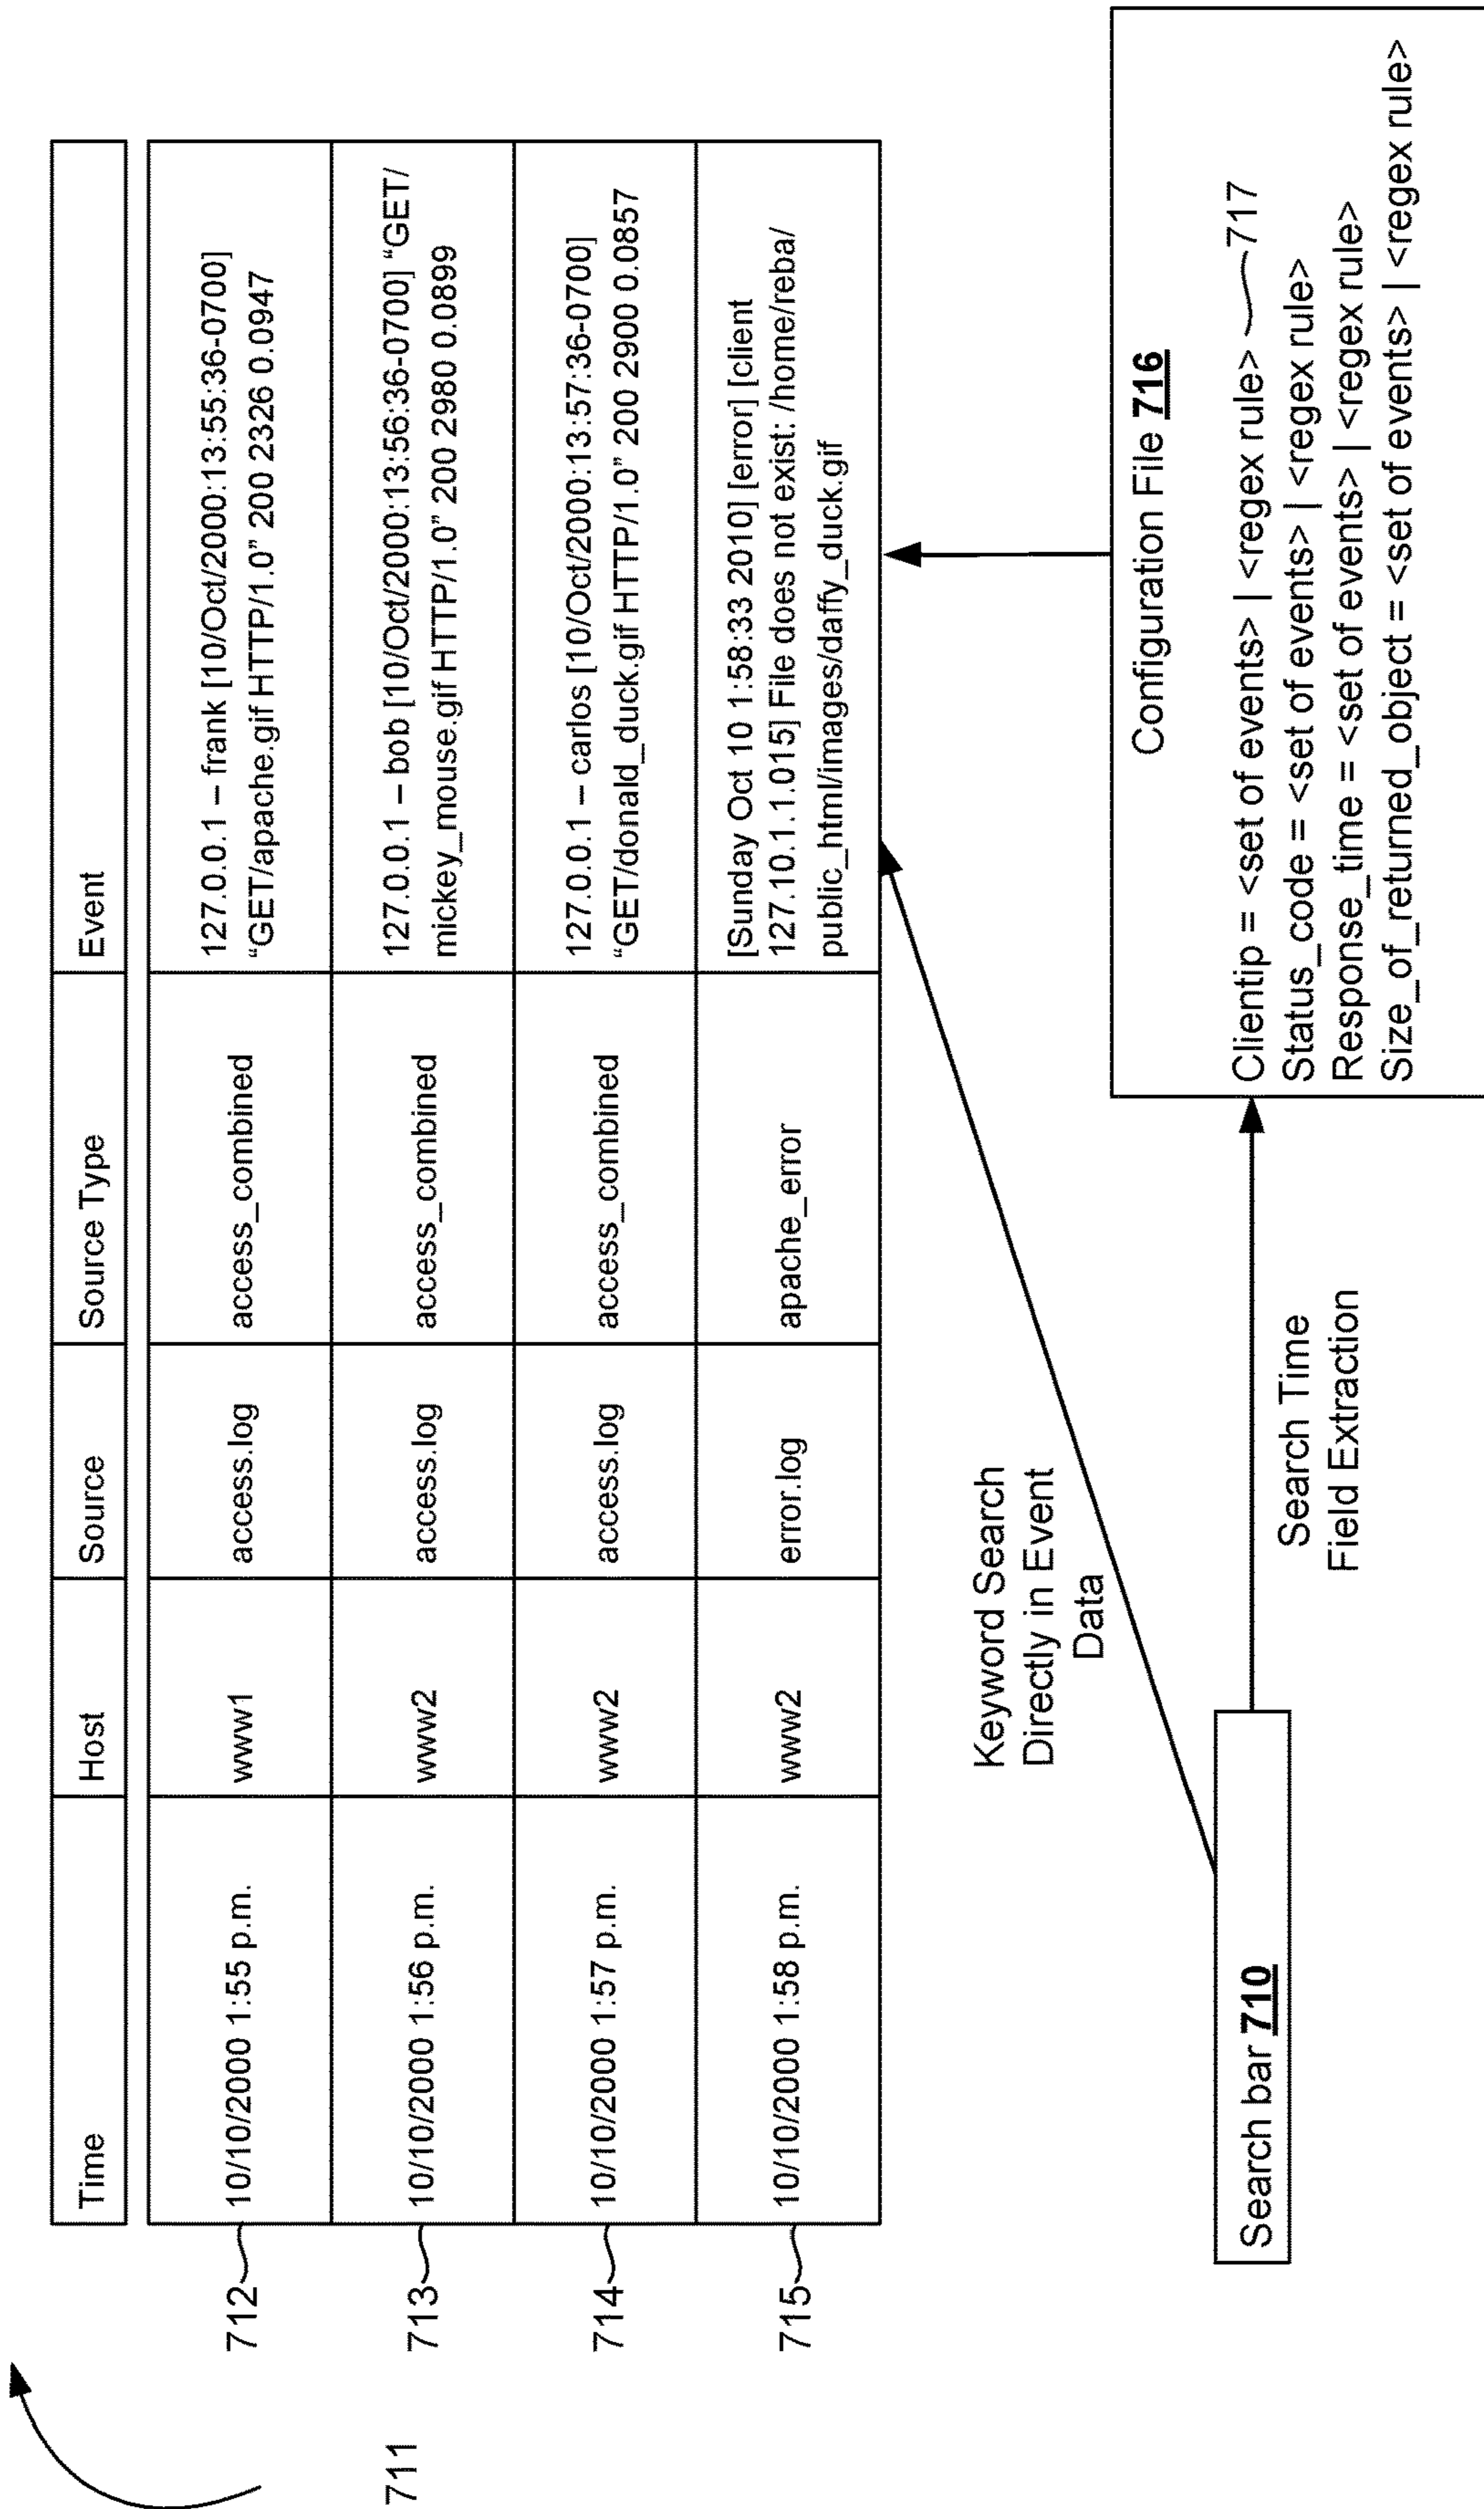 711
Time Host Source Source Type Event
712 10/10/2000 1:55 p.m. www1 access.log access_combined 127.0.0.1 – frank [10/Oct/2000:13:55:36-0700]
“GET/apache.gif HTTP/1.0” 200 2326 0.0947
713 10/10/2000 1:56 p.m. www2 access.log access_combined 127.0.0.1 – bob [10/Oct/2000:13:56:36-0700] “GET/
mickey_mouse.gif HTTP/1.0” 200 2980 0.0899
714 10/10/2000 1:57 p.m. www2 access.log access_combined 127.0.0.1 – carlos [10/Oct/2000:13:57:36-0700]
“GET/donald_duck.gif HTTP/1.0” 200 2900 0.0857
715 10/10/2000 1:58 p.m. www2 error.log apache_error [Sunday Oct 10 1:58:33 2010] [error] [client
127.10.1.1.015] File does not exist: /home/reba/
public_html/images/daffy_duck.gif
Keyword Search
Directly in Event
Data
Search bar 710
Search Time
Field Extraction
Configuration File 716
Clientip = <set of events> | <regex rule> 717
Status_code = <set of events> | <regex rule>
Response_time = <set of events> | <regex rule>
Size_of_returned_object = <set of events> | <regex rule>